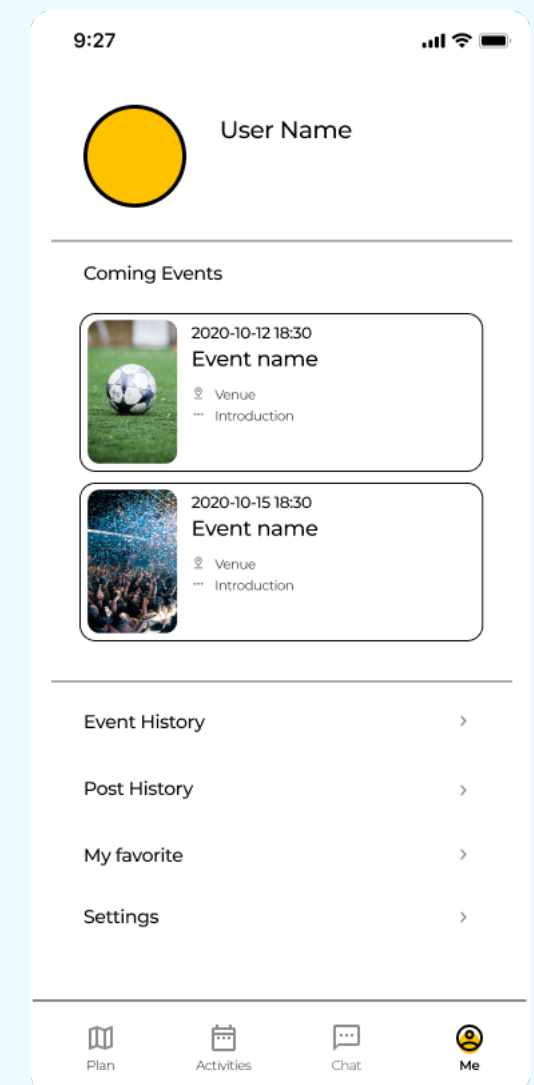 9:27
User Name
Coming Events
2020-10-12 18:30
Event name
Venue
Introduction
2020-10-15 18:30
Event name
Venue
Introduction
Event History
Post History
My favorite
Settings
Plan
Activities
Chat
Me